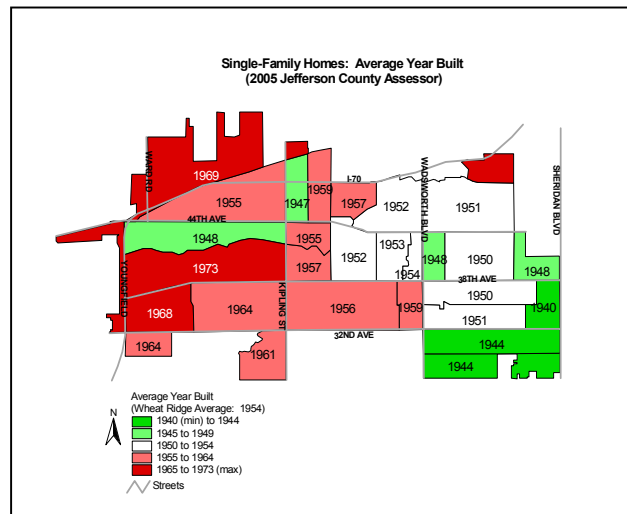 Single-Family Homes: Average Year Built
(2005 Jefferson County Assessor)
WARD RD
1969
I-70
WADSWORTH BLVD
SHERIDAN BLVD
1955
1947
1959
1957
1952
1951
44TH AVE
1948
1955
1952
1953
1948
1950
1948
1973
1957
1954
38TH AVE
YOUNGFIELD
KIPLING ST
1968
1964
1956
1959
1950
1940
1951
32ND AVE
1964
1961
1944
1944
Average Year Built
(Wheat Ridge Average: 1954)
N
1940 (min) to 1944
1945 to 1949
1950 to 1954
1955 to 1964
1965 to 1973 (max)
Streets